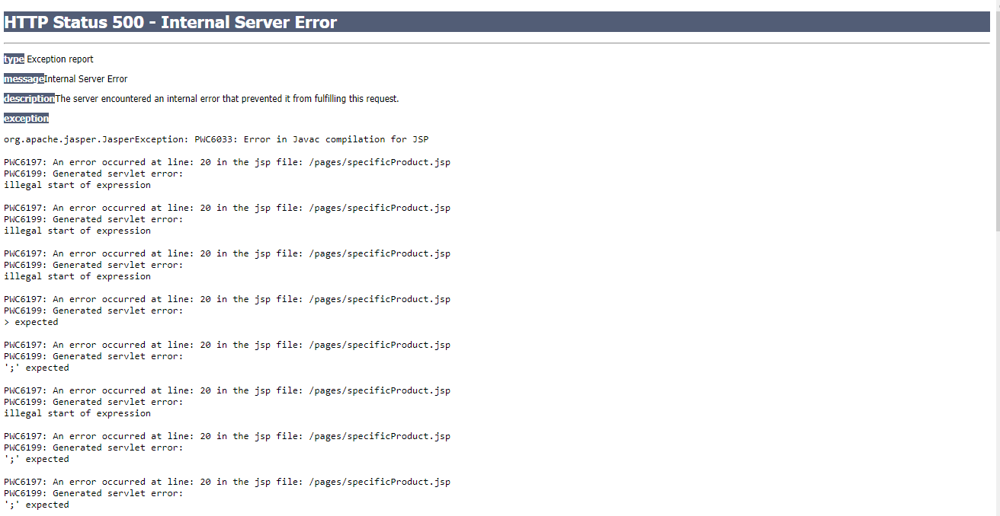 HTTP Status 500 - Internal Server Error
type Exception report
messageInternal Server Error
descriptionThe server encountered an internal error that prevented it from fulfilling this request.
exception
org.apache.jasper.JasperException: PWC6033: Error in Javac compilation for JSP
PWC6197: An error occurred at line: 20 in the jsp file: /pages/specificProduct.jsp
PWC6199: Generated servlet error:
illegal start of expression
PWC6197: An error occurred at line: 20 in the jsp file: /pages/specificProduct.jsp
PWC6199: Generated servlet error:
illegal start of expression
PWC6197: An error occurred at line: 20 in the jsp file: /pages/specificProduct.jsp
PWC6199: Generated servlet error:
illegal start of expression
PWC6197: An error occurred at line: 20 in the jsp file: /pages/specificProduct.jsp
PWC6199: Generated servlet error:
> expected
PWC6197: An error occurred at line: 20 in the jsp file: /pages/specificProduct.jsp
PWC6199: Generated servlet error:
';' expected
PWC6197: An error occurred at line: 20 in the jsp file: /pages/specificProduct.jsp
PWC6199: Generated servlet error:
illegal start of expression
PWC6197: An error occurred at line: 20 in the jsp file: /pages/specificProduct.jsp
PWC6199: Generated servlet error:
';' expected
PWC6197: An error occurred at line: 20 in the jsp file: /pages/specificProduct.jsp
PWC6199: Generated servlet error:
';' expected